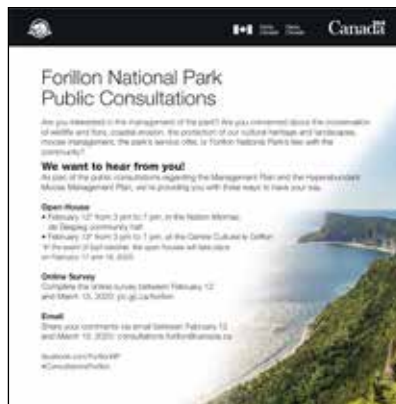 Parks Canada Parcs Canada Canada
Forillon National Park
Public Consultations
Are you interested in the management of the park? Are you concerned about the conservation
of wildlife and flora, coastal erosion, the protection of our cultural heritage and landscapes,
moose management, the park's service offer, or Forillon National Park's ties with the
community?
We want to hear from you!
As part of the public consultations regarding the Management Plan and the Hyperabundant
Moose Management Plan, we're providing you with three ways to have your say.
Open House
• February 12* from 3 pm to 7 pm, in the Nation Micmac
de Gespeg community hall
• February 13* from 3 pm to 7 pm, at the Centre Culturel le Griffon
* In the event of bad weather, the open houses will take place
on February 17 and 18, 2020.
Online Survey
Complete the online survey between February 12
and March 13, 2020:
Email
Share your comments via email between February 12
and March 13, 2020:
facebook.com/ForillonNP
#ConsultationsForillon